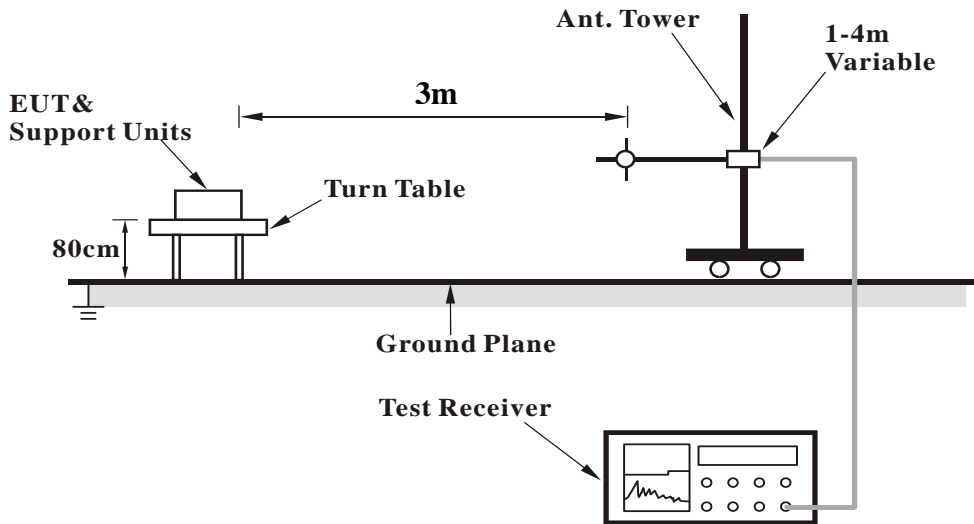 Ant. Tower
1-4m
Variable
3m
EUT&
Support Units
Turn Table
80cm
Ground Plane
Test Receiver